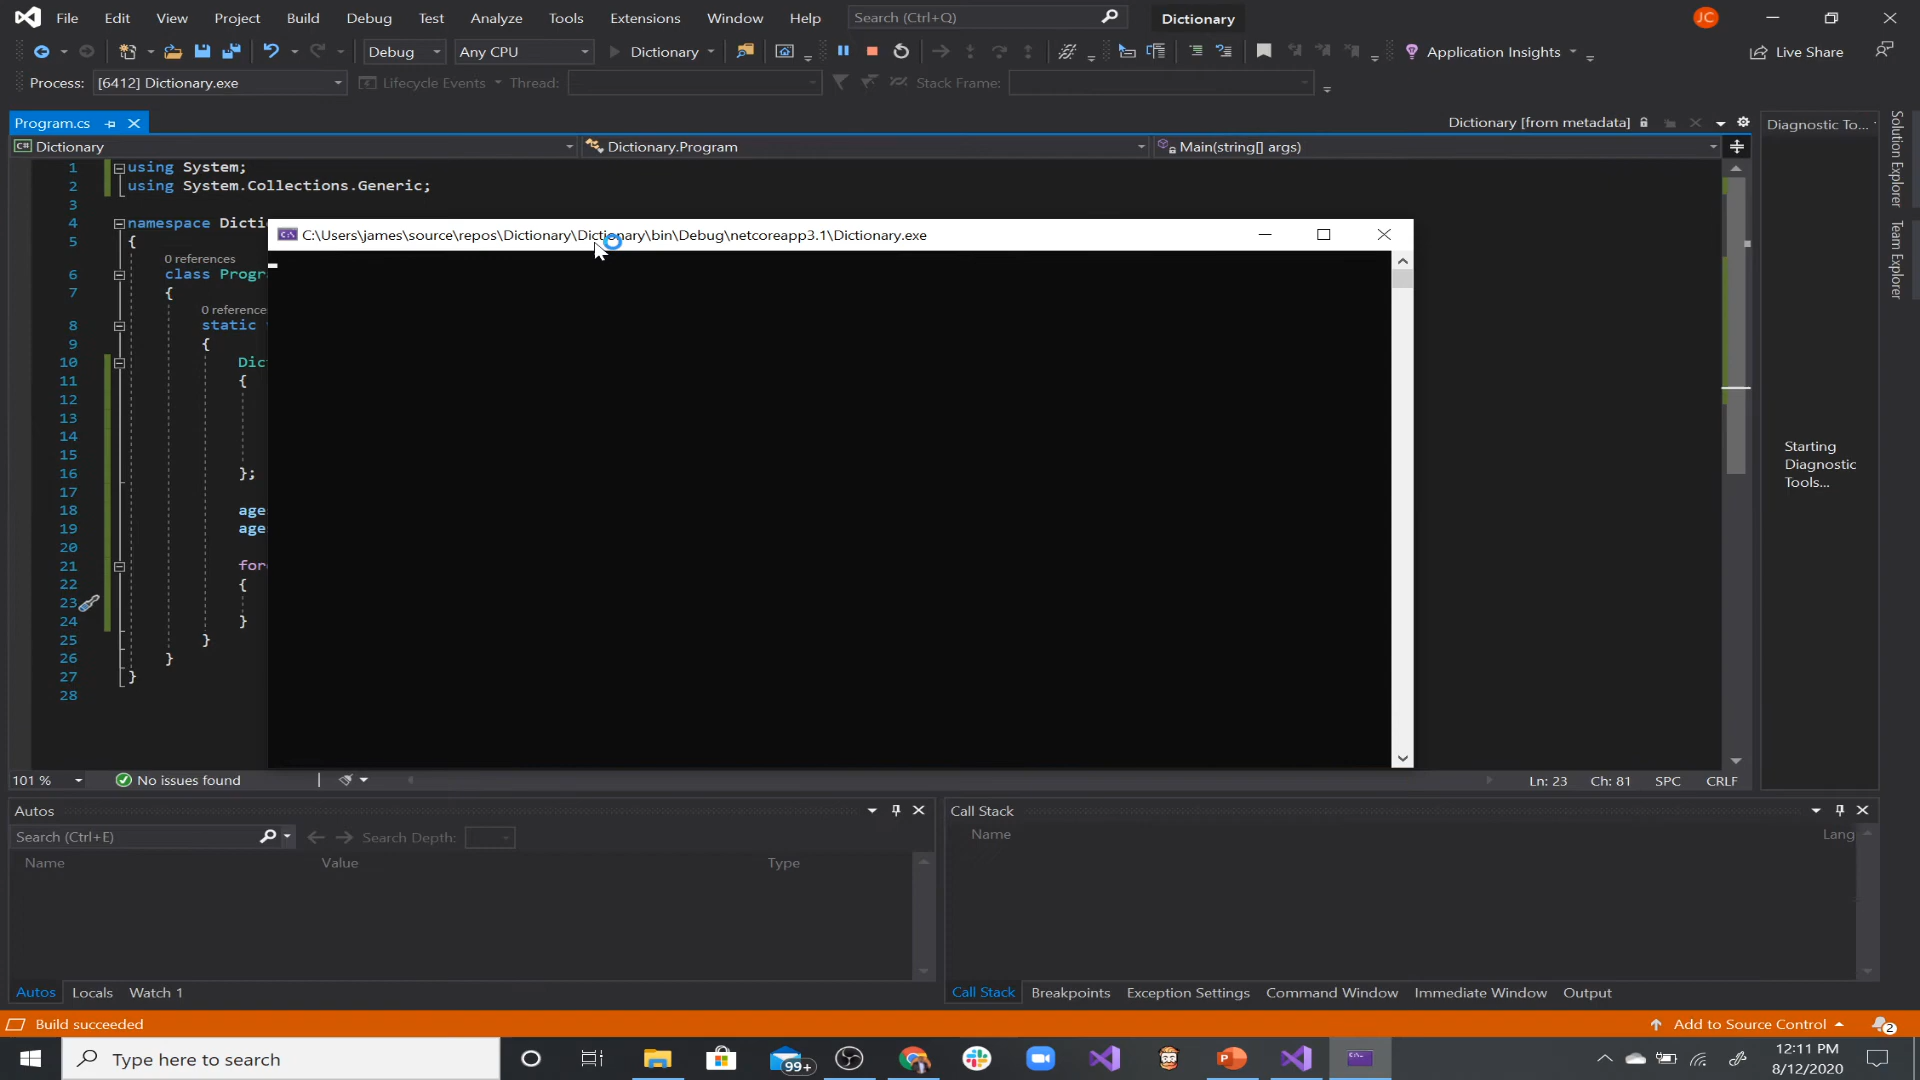 File Edit View Project Build Debug Test Analyze Tools Extensions Window Help Search (Ctrl+Q) Dictionary JC
Debug Any CPU Dictionary Application Insights Live Share
Process: [6412] Dictionary.exe Lifecycle Events Thread: Stack Frame:
Program.cs Dictionary [from metadata] Diagnostic To...
C# Dictionary Dictionary.Program Main(string[] args)
Solution Explorer
Team Explorer
1 using System;
2 using System.Collections.Generic;
3
4 namespace Dicti
5 {
0 references
6 class Progra
7 {
0 reference
8 static
9 {
10 Dict
11 {
12
13
14
15
16 };
17
18 age
19 age
20
21 fore
22 {
23
24 }
25 }
26 }
27 }
28
C:\Users\james\source\repos\Dictionary\Dictionary\bin\Debug\netcoreapp3.1\Dictionary.exe
Starting
Diagnostic
Tools...
101 % No issues found Ln: 23 Ch: 81 SPC CRLF
Autos
Search (Ctrl+E) Search Depth:
Name Value Type
Autos Locals Watch 1
Call Stack
Name Lang
Call Stack Breakpoints Exception Settings Command Window Immediate Window Output
Build succeeded Add to Source Control 2
Type here to search 99+ 12:11 PM
8/12/2020